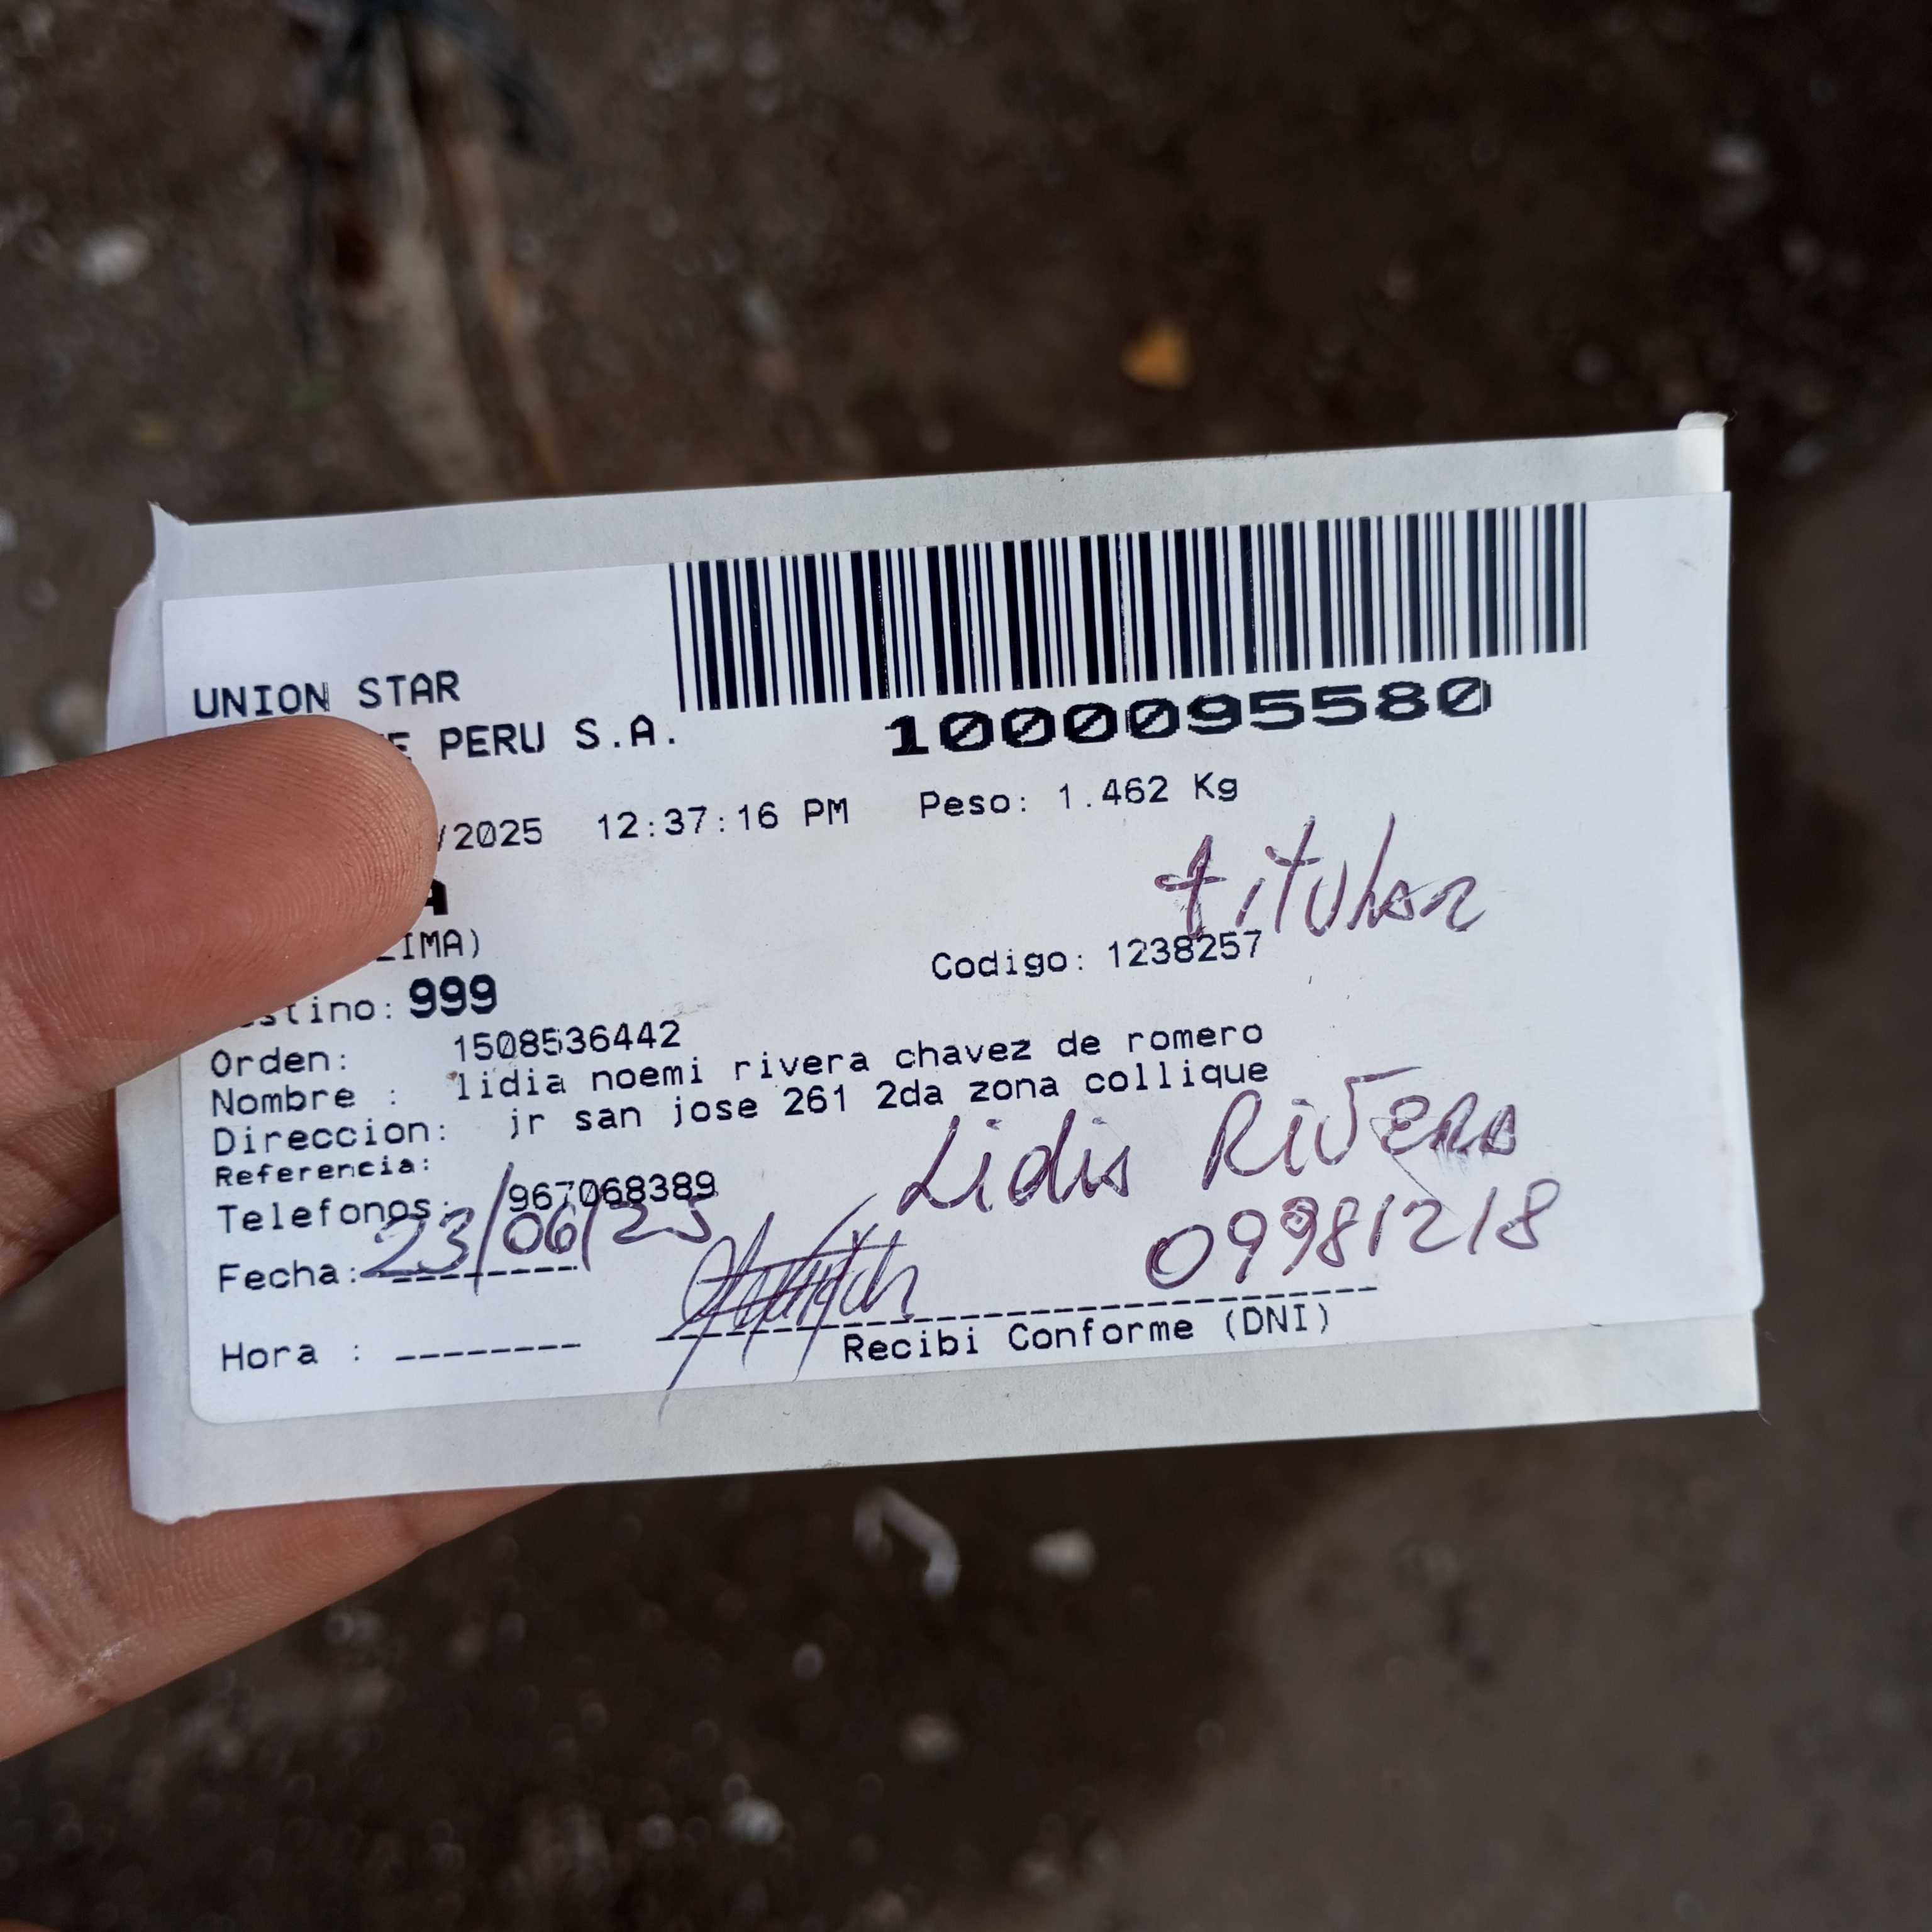 UNION STAR
E PERU S.A.
1000095580
/2025 12:37:16 PM Peso: 1.462 Kg
titular
A
LIMA)
Codigo: 1238257
stino: 999
Orden: 1508536442
Nombre : lidia noemi rivera chavez de romero
Direccion: jr san jose 261 2da zona collique
Referencia:
Lidia Rivera
Telefonos: 967068389
Fecha: 23/06/25
09981218
Hora :
Recibi Conforme (DNI)